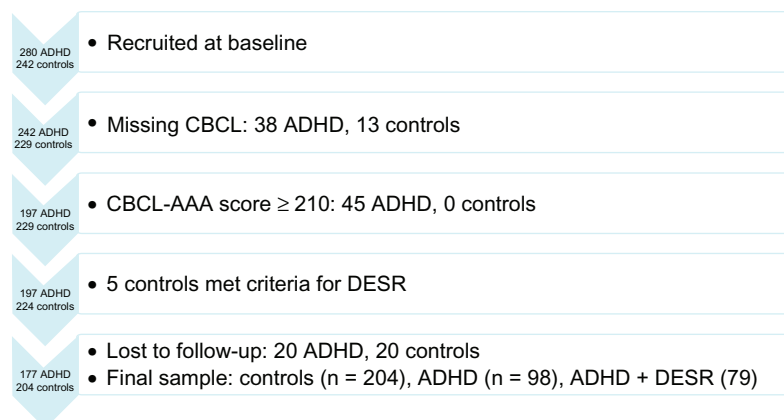 280 ADHD
242 controls
• Recruited at baseline
242 ADHD
229 controls
• Missing CBCL: 38 ADHD, 13 controls
197 ADHD
229 controls
• CBCL-AAA score ≥ 210: 45 ADHD, 0 controls
197 ADHD
224 controls
• 5 controls met criteria for DESR
177 ADHD
204 controls
• Lost to follow-up: 20 ADHD, 20 controls
• Final sample: controls (n = 204), ADHD (n = 98), ADHD + DESR (79)